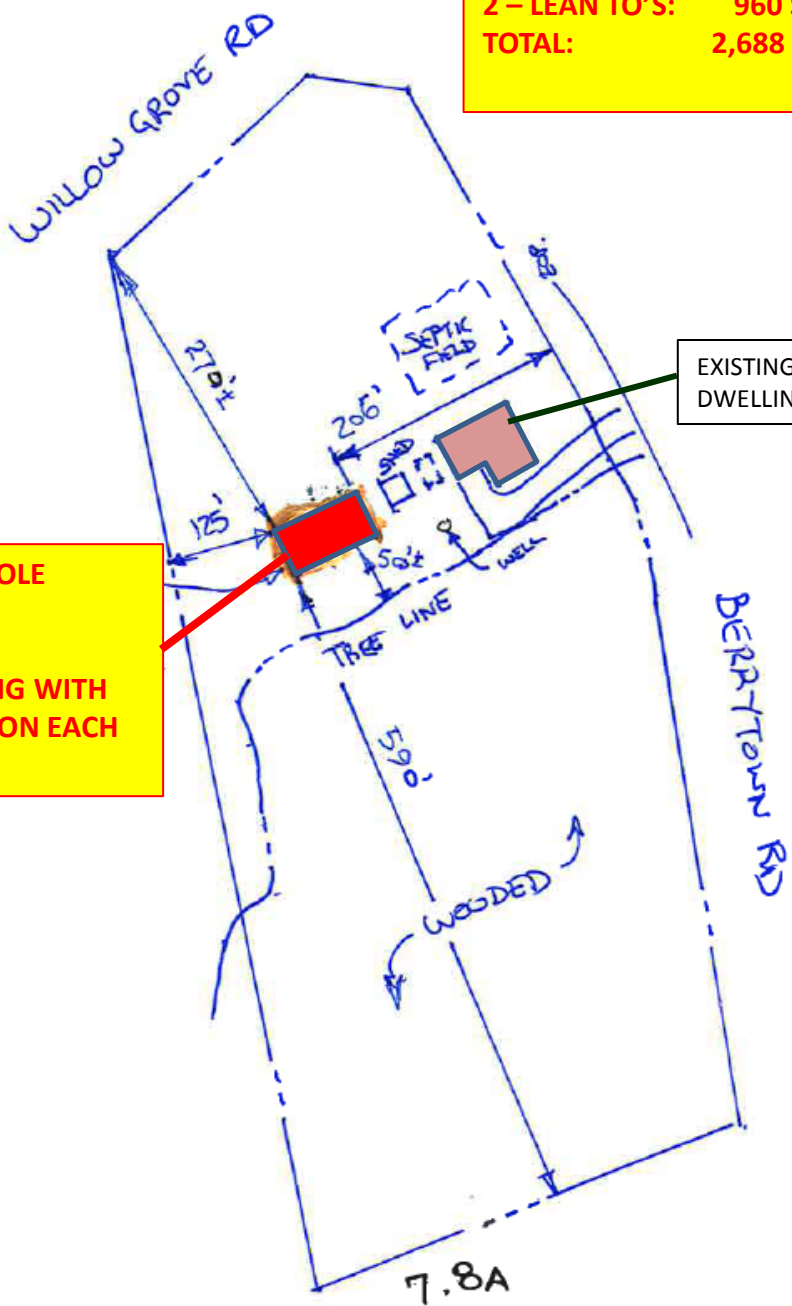 2 – LEAN TO'S: 960
TOTAL: 2,688
WILLOW GROVE RD
SEPTIC
FIELD
270'±
206'
EXISTING
DWELLIN
SHED
125'
50'±
WELL
OLE
NG WITH
ON EACH
TREE LINE
BERRYTOWN RD
590'
WOODED
7.8A